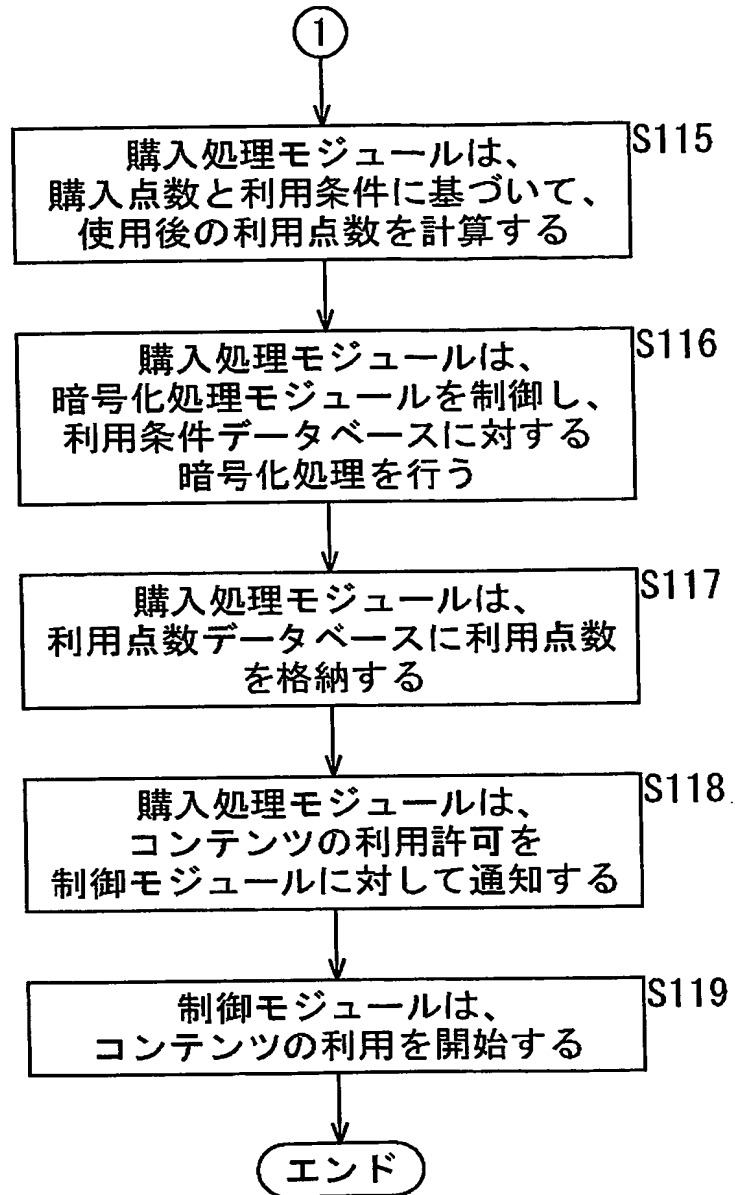 1
S115
購入処理モジュールは、
購入点数と利用条件に基づいて、
使用後の利用点数を計算する
S116
購入処理モジュールは、
暗号化処理モジュールを制御し、
利用条件データベースに対する
暗号化処理を行う
S117
購入処理モジュールは、
利用点数データベースに利用点数
を格納する
S118
購入処理モジュールは、
コンテンツの利用許可を
制御モジュールに対して通知する
S119
制御モジュールは、
コンテンツの利用を開始する
エンド